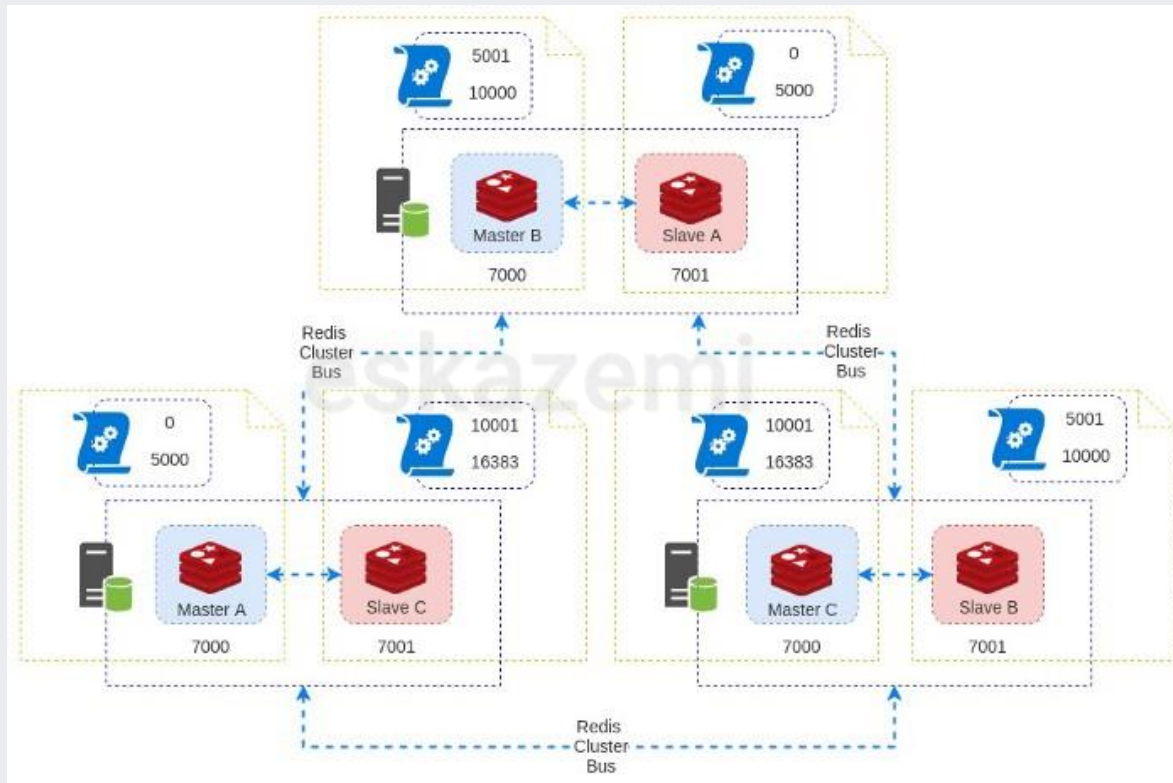 5001
10000
0
5000
Master B
Slave A
7000
7001
Redis
Cluster
Bus
Redis
Cluster
Bus
eskazemi
0
5000
10001
16383
10001
16383
5001
10000
Master A
Slave C
Master C
Slave B
7000
7001
7000
7001
Redis
Cluster
Bus